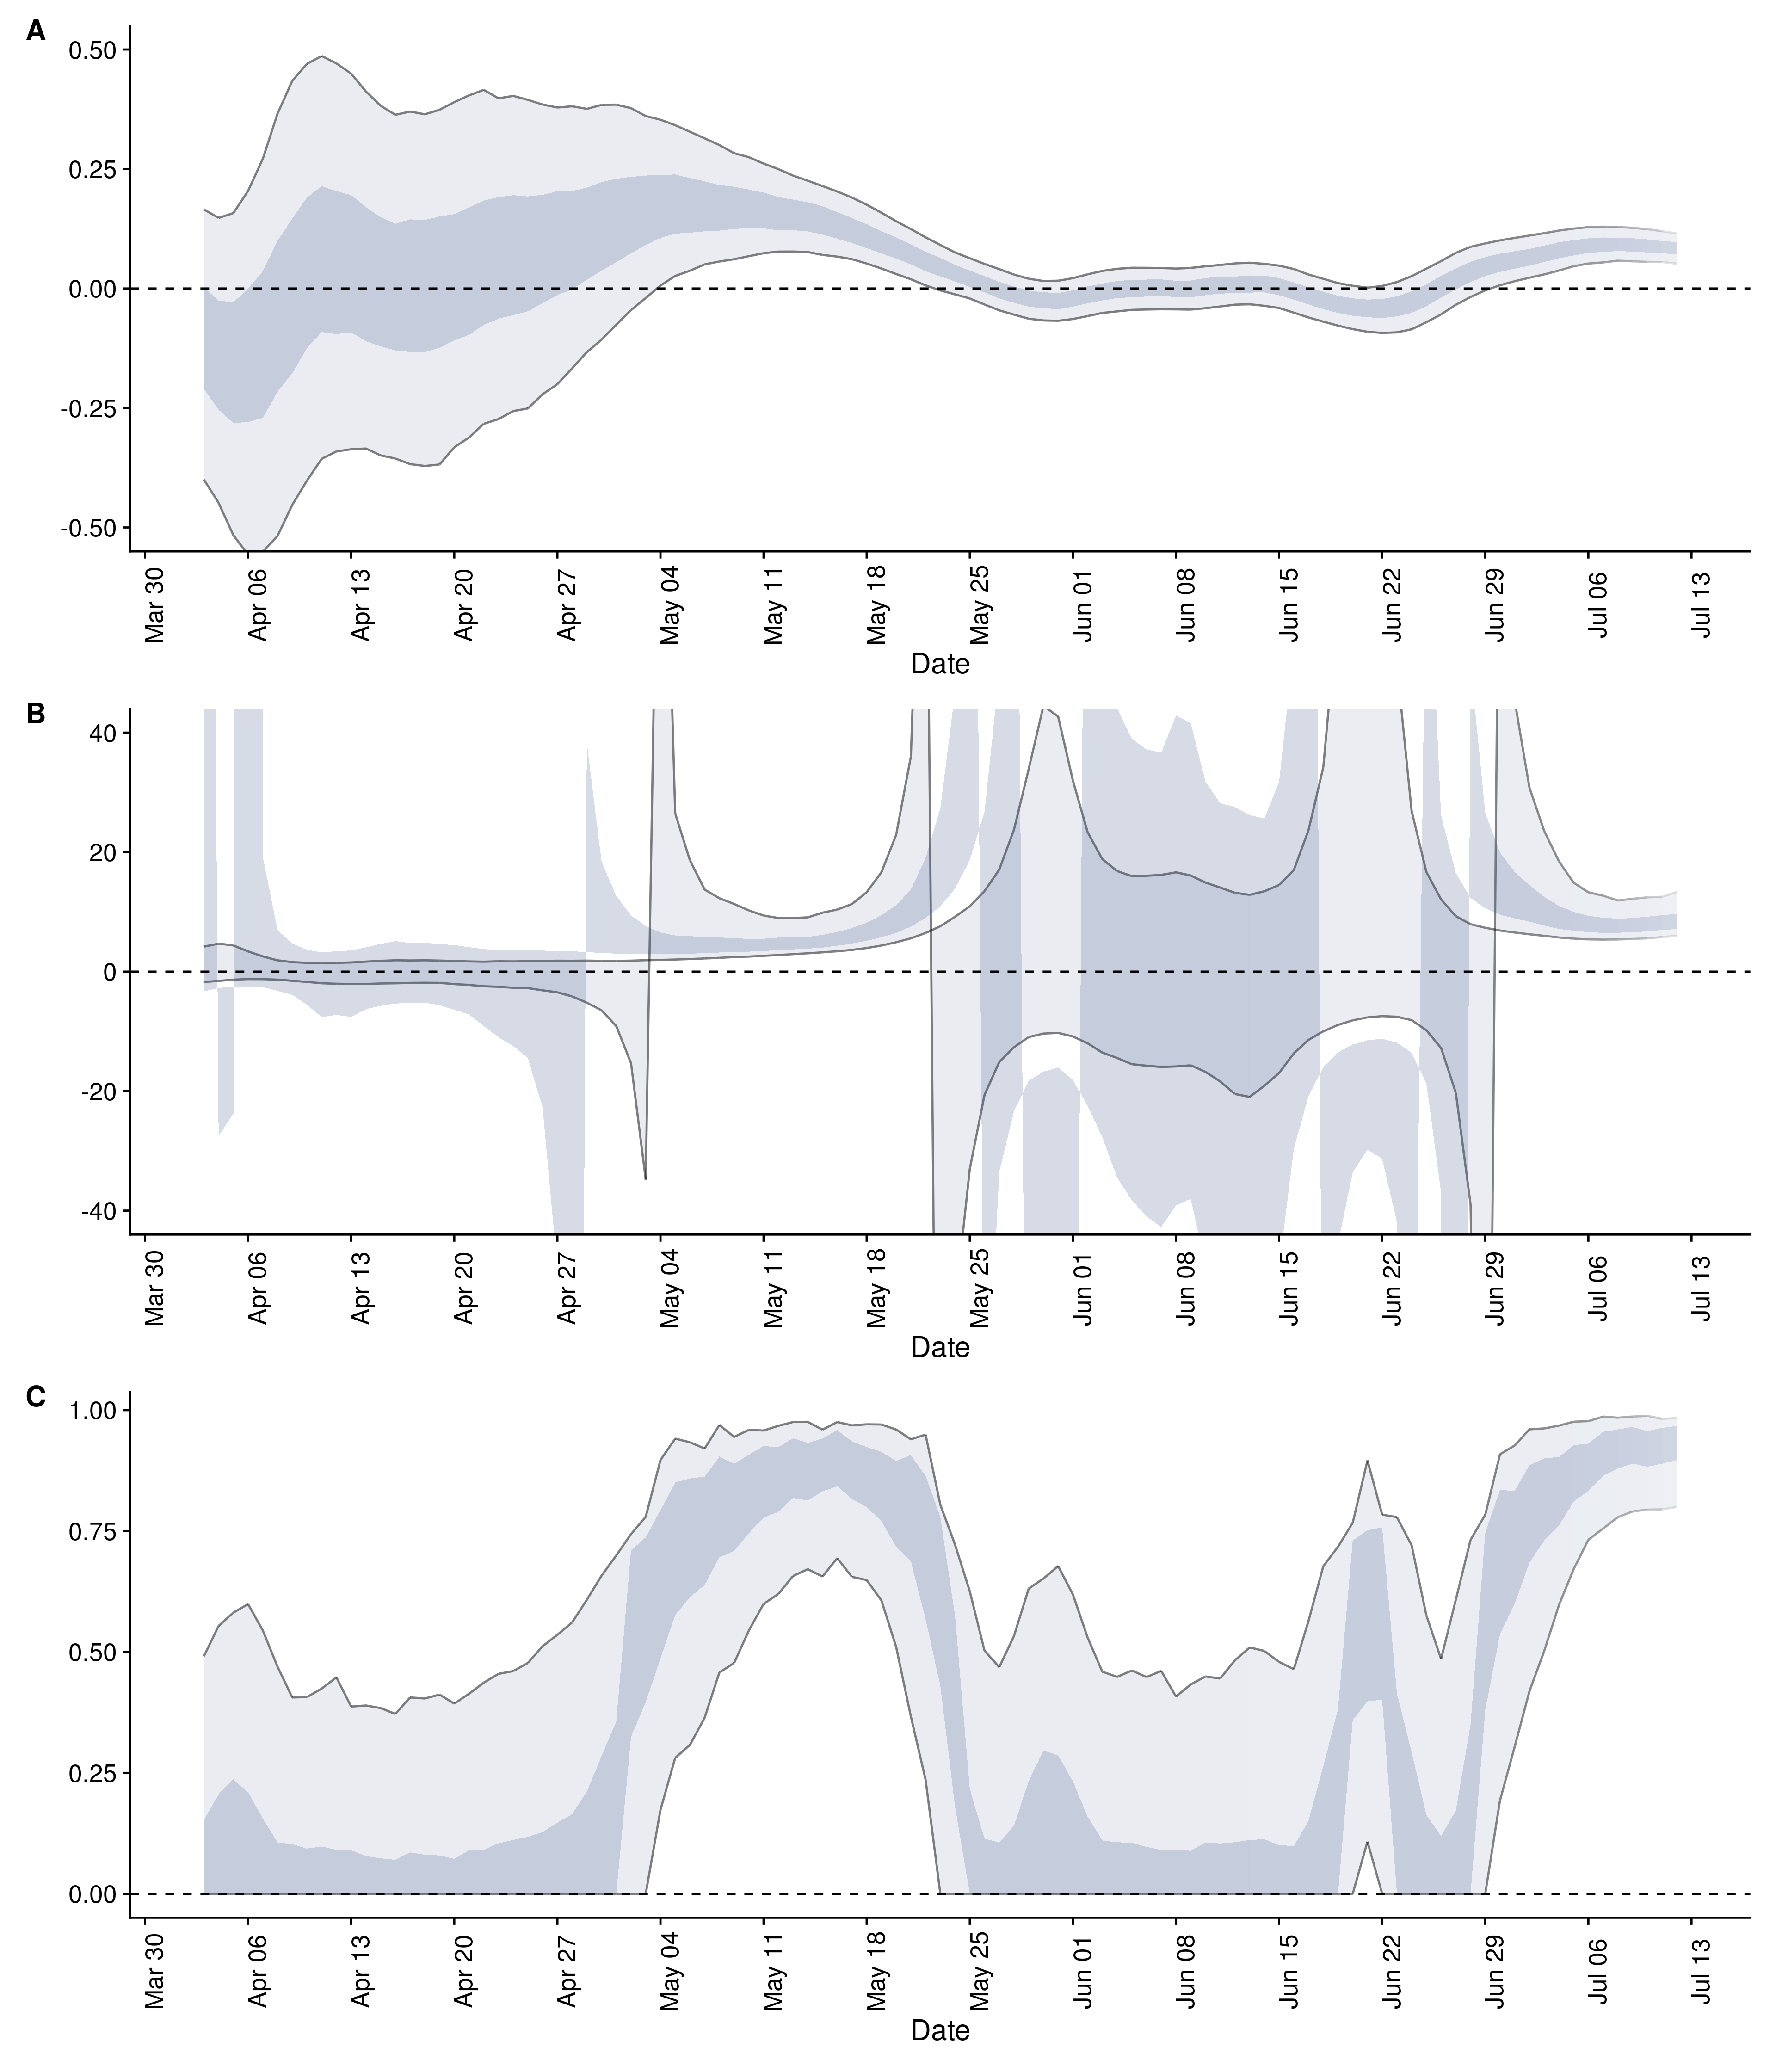 A
0.50
0.25
0.00
-0.25
-0.50
Mar 30
Apr 06
Apr 13
Apr 20
Apr 27
May 04
May 11
May 18
May 25
Jun 01
Jun 08
Jun 15
Jun 22
Jun 29
Jul 06
Jul 13
Date
B
40
20
0
-20
-40
Mar 30
Apr 06
Apr 13
Apr 20
Apr 27
May 04
May 11
May 18
May 25
Jun 01
Jun 08
Jun 15
Jun 22
Jun 29
Jul 06
Jul 13
Date
C
1.00
0.75
0.50
0.25
0.00
Mar 30
Apr 06
Apr 13
Apr 20
Apr 27
May 04
May 11
May 18
May 25
Jun 01
Jun 08
Jun 15
Jun 22
Jun 29
Jul 06
Jul 13
Date